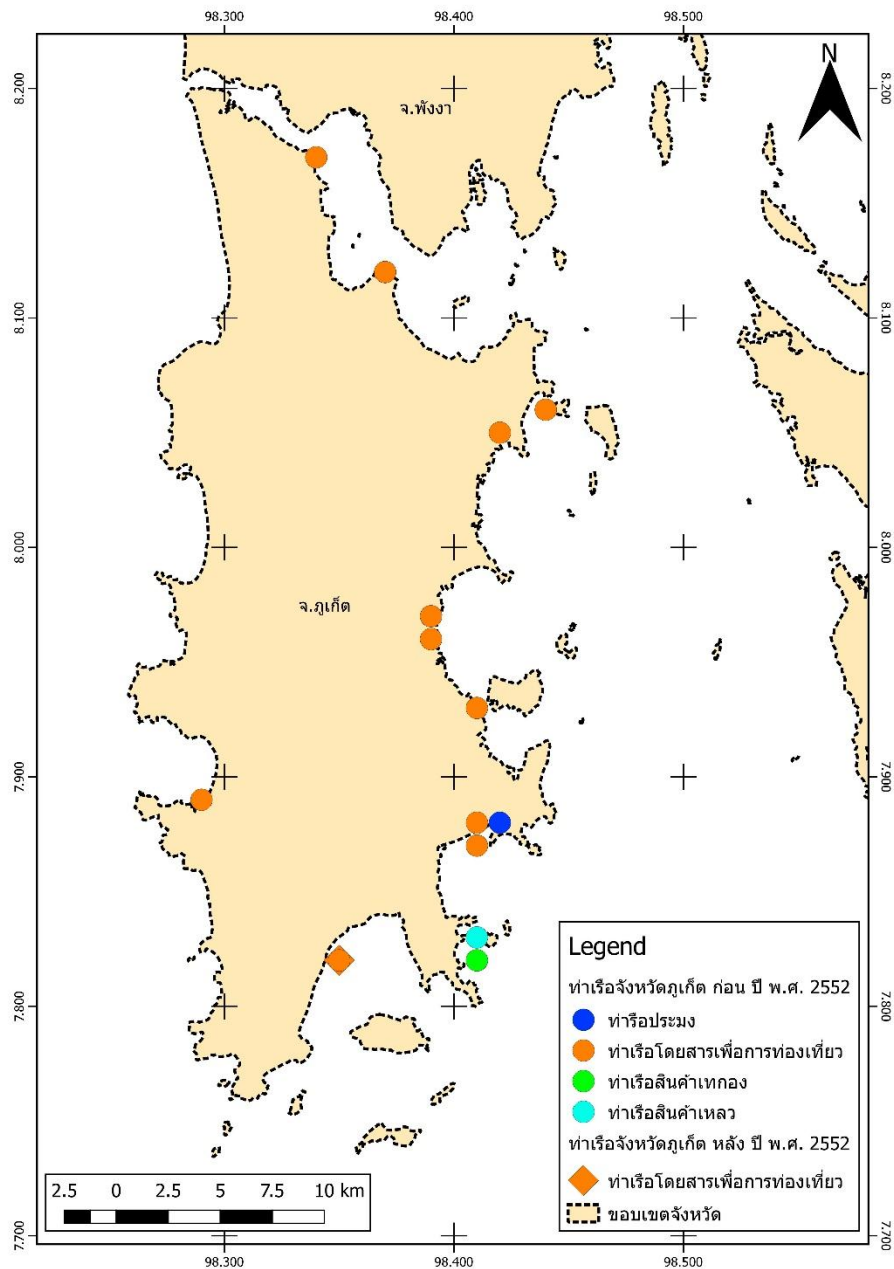 98.300 98.400 98.500
N
8.200 8.200
จ.พังงา
8.100 8.100
8.000 8.000
จ.ภูเก็ต
7.900 7.900
7.800 7.800
7.700 7.700
Legend
ท่าเรือจังหวัดภูเก็ต ก่อน ปี พ.ศ. 2552
ท่ารือประมง
ท่าเรือโดยสารเพื่อการท่องเที่ยว
ท่าเรือสินค้าเทกอง
ท่าเรือสินค้าเหลว
ท่าเรือจังหวัดภูเก็ต หลัง ปี พ.ศ. 2552
ท่าเรือโดยสารเพื่อการท่องเที่ยว
ขอบเขตจังหวัด
2.5 0 2.5 5 7.5 10 km
98.300 98.400 98.500